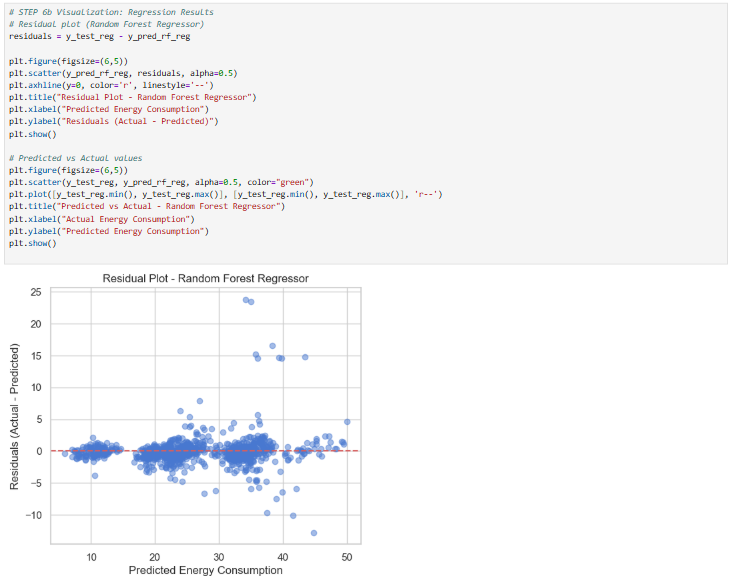 # STEP 6b Visualization: Regression Results
# Residual plot (Random Forest Regressor)
residuals = y_test_reg - y_pred_rf_reg
plt.figure(figsize=(6,5))
plt.scatter(y_pred_rf_reg, residuals, alpha=0.5)
plt.axhline(y=0, color='r', linestyle='--')
plt.title("Residual Plot - Random Forest Regressor")
plt.xlabel("Predicted Energy Consumption")
plt.ylabel("Residuals (Actual - Predicted)")
plt.show()
# Predicted vs Actual values
plt.figure(figsize=(6,5))
plt.scatter(y_test_reg, y_pred_rf_reg, alpha=0.5, color="green")
plt.plot([y_test_reg.min(), y_test_reg.max()], [y_test_reg.min(), y_test_reg.max()], 'r--')
plt.title("Predicted vs Actual - Random Forest Regressor")
plt.xlabel("Actual Energy Consumption")
plt.ylabel("Predicted Energy Consumption")
plt.show()
Residual Plot - Random Forest Regressor
Residuals (Actual - Predicted)
25
20
15
10
5
0
−5
−10
10 20 30 40 50
Predicted Energy Consumption